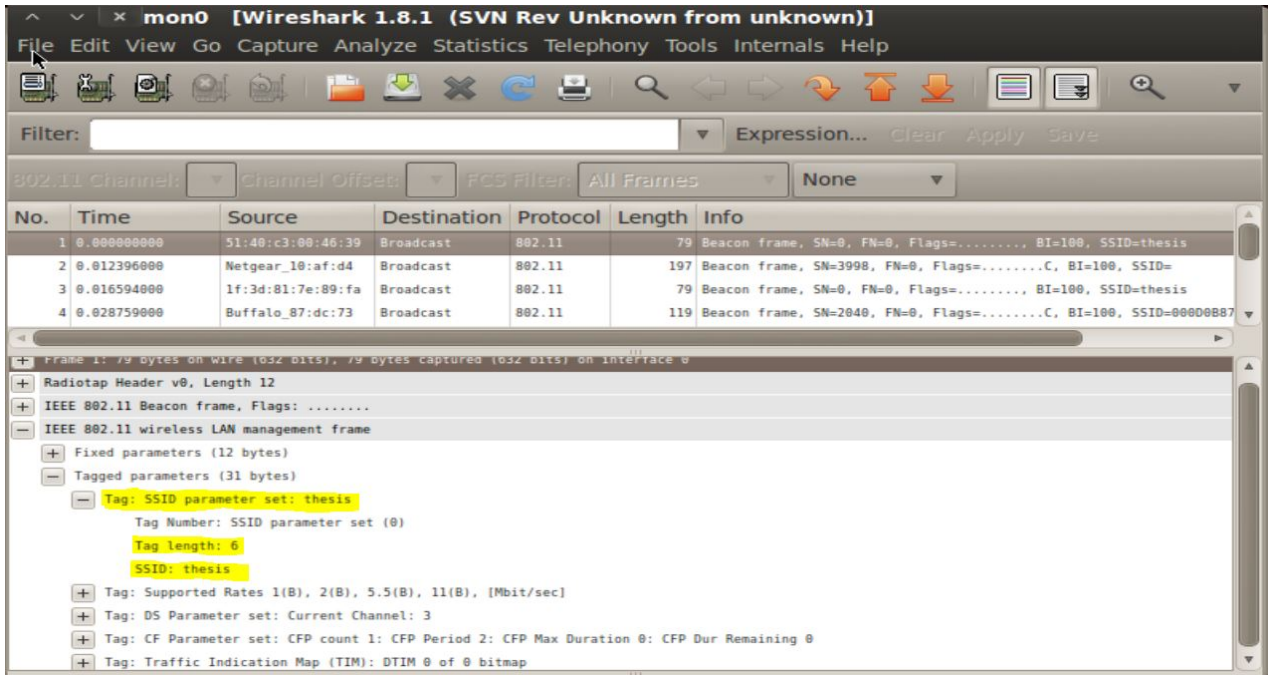 mon0 [Wireshark 1.8.1 (SVN Rev Unknown from unknown)]
File Edit View Go Capture Analyze Statistics Telephony Tools Internals Help
Filter: Expression... Clear Apply Save
802.11 Channel: Channel Offset: FCS Filter: All Frames None
No. Time Source Destination Protocol Length Info
1 0.000000000 51:40:c3:00:46:39 Broadcast 802.11 79 Beacon frame, SN=0, FN=0, Flags=........, BI=100, SSID=thesis
2 0.012396000 Netgear_10:af:d4 Broadcast 802.11 197 Beacon frame, SN=3998, FN=0, Flags=........C, BI=100, SSID=
3 0.016594000 1f:3d:81:7e:89:fa Broadcast 802.11 79 Beacon frame, SN=0, FN=0, Flags=........, BI=100, SSID=thesis
4 0.028759000 Buffalo_87:dc:73 Broadcast 802.11 119 Beacon frame, SN=2040, FN=0, Flags=........C, BI=100, SSID=000D0B87
Frame 1: 79 bytes on wire (632 bits), 79 bytes captured (632 bits) on interface 0
Radiotap Header v0, Length 12
IEEE 802.11 Beacon frame, Flags: ........
IEEE 802.11 wireless LAN management frame
Fixed parameters (12 bytes)
Tagged parameters (31 bytes)
Tag: SSID parameter set: thesis
Tag Number: SSID parameter set (0)
Tag length: 6
SSID: thesis
Tag: Supported Rates 1(B), 2(B), 5.5(B), 11(B), [Mbit/sec]
Tag: DS Parameter set: Current Channel: 3
Tag: CF Parameter set: CFP count 1: CFP Period 2: CFP Max Duration 0: CFP Dur Remaining 0
Tag: Traffic Indication Map (TIM): DTIM 0 of 0 bitmap